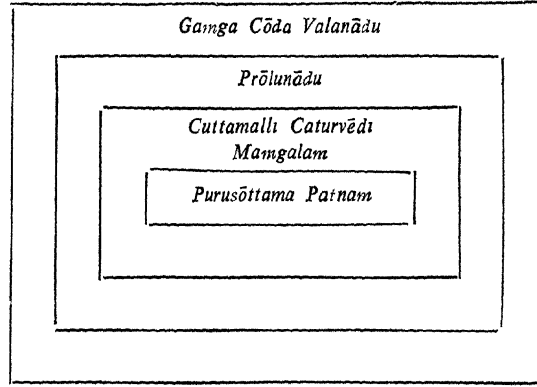 Gamga Cōda Valanādu
Prōlunādu
Cuttamalli Caturvēdi
Mamgalam
Purusōttama Patnam